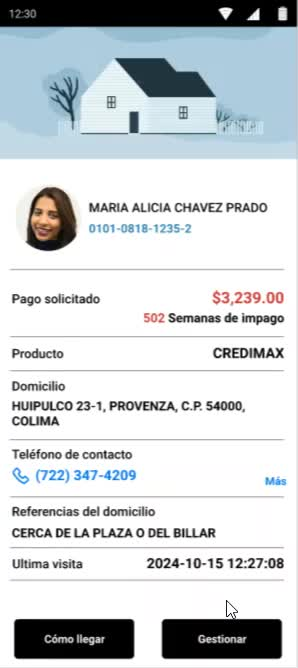 12:30
MARIA ALICIA CHAVEZ PRADO
0101-0818-1235-2
Pago solicitado $3,239.00
502 Semanas de impago
Producto CREDIMAX
Domicilio
HUIPULCO 23-1, PROVENZA, C.P. 54000,
COLIMA
Teléfono de contacto
(722) 347-4209 Más
Referencias del domicilio
CERCA DE LA PLAZA O DEL BILLAR
Ultima visita 2024-10-15 12:27:08
Cómo llegar Gestionar